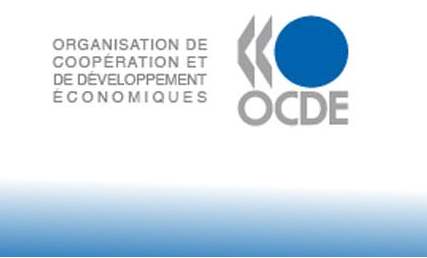 ORGANISATION DE
COOPÉRATION ET
DE DÉVELOPPEMENT
ÉCONOMIQUES
OCDE